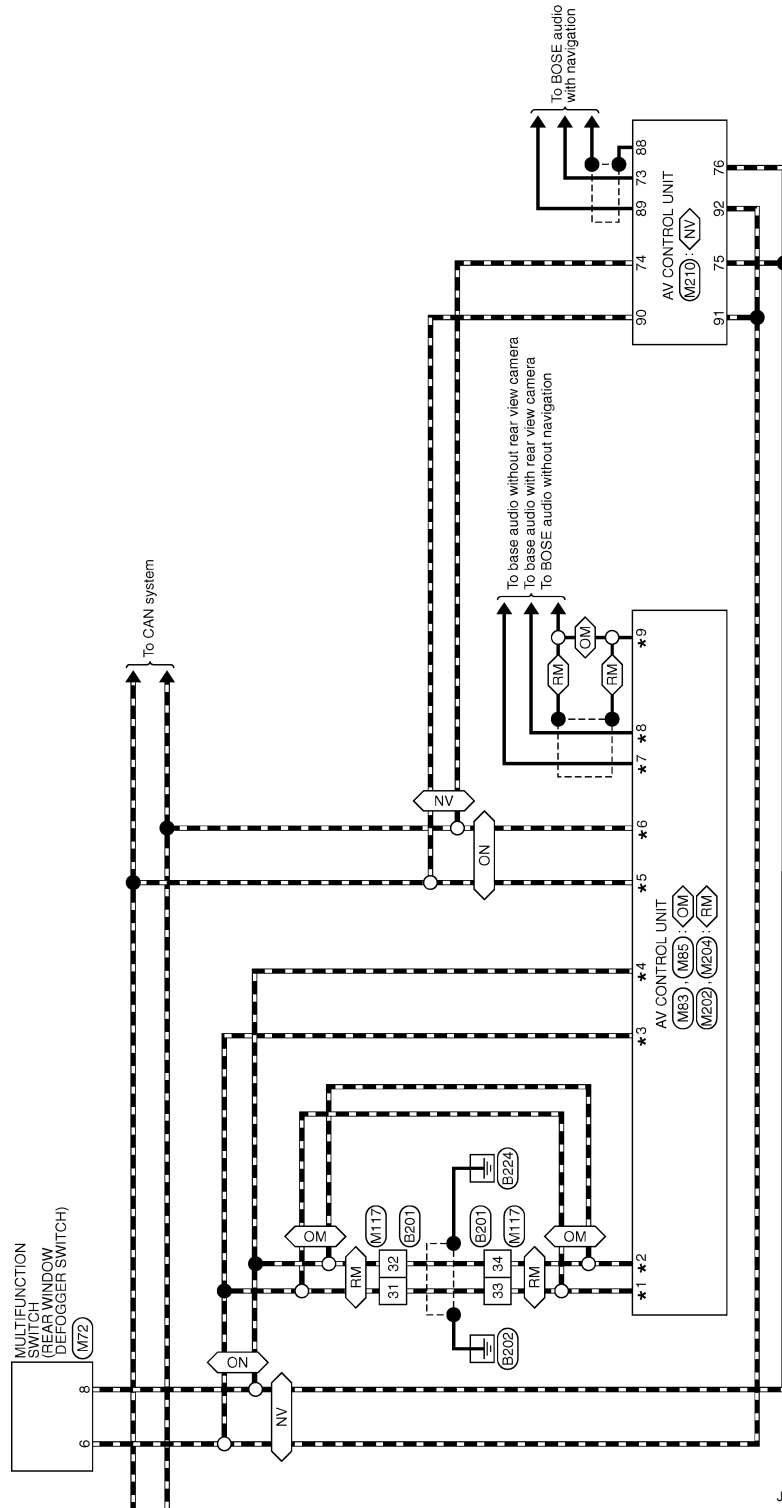 MULTIFUNCTION
SWITCH
(REAR WINDOW
DEFOGGER SWITCH)
M72
6
8
To CAN system
ON
NV
OM
RM
M117
B201
31
32
B202
B224
B201
M117
33
34
RM
OM
ON
NV
★1
★2
★3
★4
★5
★6
★7
★8
★9
AV CONTROL UNIT
M83 , M85 : OM
M202 , M204 : RM
RM
OM
RM
To base audio without rear view camera
To base audio with rear view camera
To BOSE audio without navigation
To BOSE audio
with navigation
90
74
89
73
88
AV CONTROL UNIT
M210 : NV
91
75
92
76
J